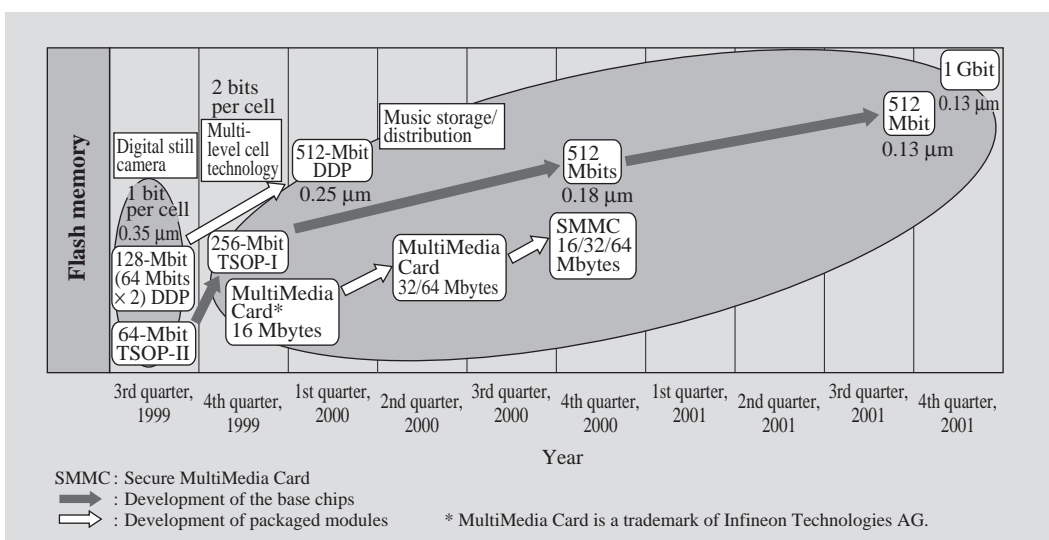 Flash memory
2 bits
per cell
Digital still
camera
Multi-
level cell
technology
Music storage/
distribution
1 Gbit
0.13 μm
512
Mbit
0.13 μm
512-Mbit
DDP
0.25 μm
512
Mbits
0.18 μm
1 bit
per cell
0.35 μm
128-Mbit
(64 Mbits
× 2) DDP
256-Mbit
TSOP-I
MultiMedia
Card
32/64 Mbytes
SMMC
16/32/64
Mbytes
MultiMedia
Card*
16 Mbytes
64-Mbit
TSOP-II
3rd quarter,
1999
4th quarter,
1999
1st quarter,
2000
2nd quarter,
2000
3rd quarter,
2000
4th quarter,
2000
1st quarter,
2001
2nd quarter,
2001
3rd quarter,
2001
4th quarter,
2001
Year
SMMC : Secure MultiMedia Card
: Development of the base chips
: Development of packaged modules
* MultiMedia Card is a trademark of Infineon Technologies AG.